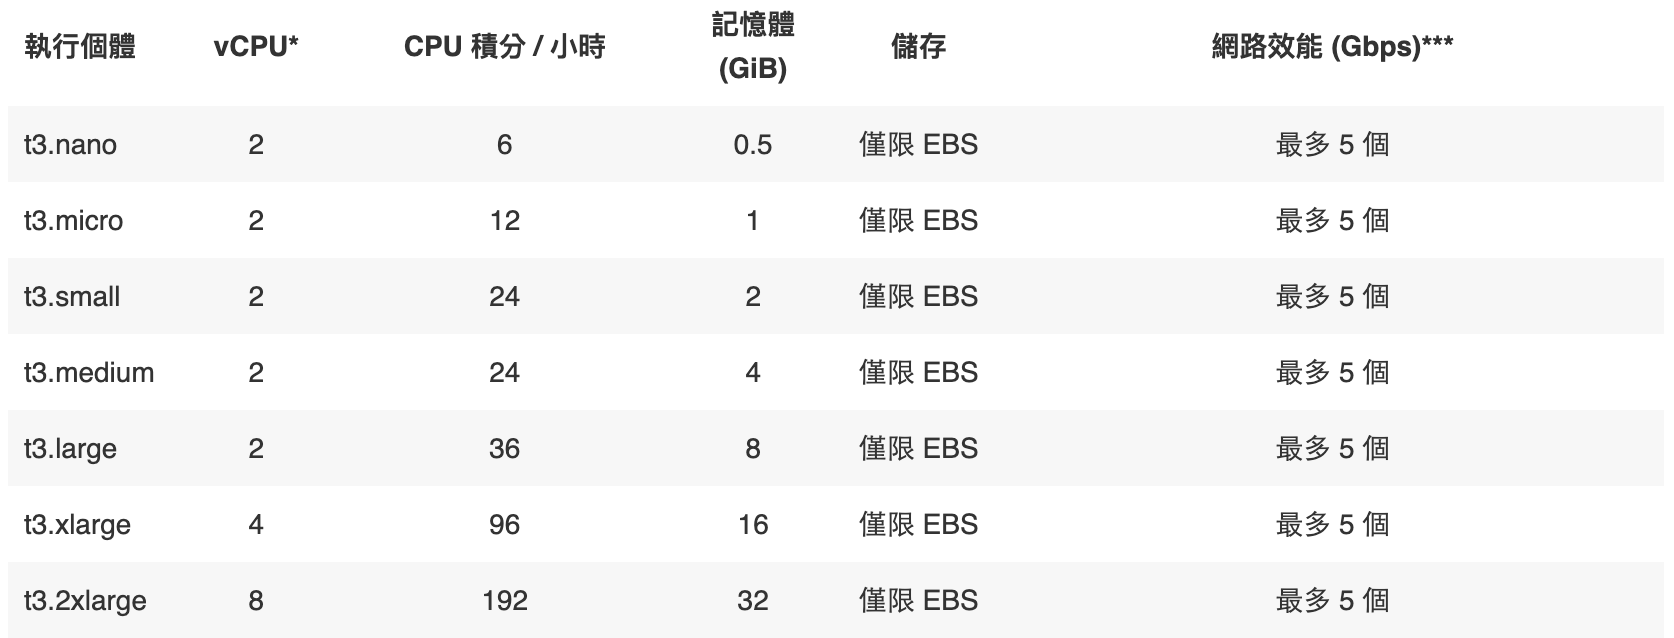 執行個體 vCPU* CPU 積分 / 小時 記憶體 (GiB) 儲存 網路效能 (Gbps)***
t3.nano 2 6 0.5 僅限 EBS 最多 5 個
t3.micro 2 12 1 僅限 EBS 最多 5 個
t3.small 2 24 2 僅限 EBS 最多 5 個
t3.medium 2 24 4 僅限 EBS 最多 5 個
t3.large 2 36 8 僅限 EBS 最多 5 個
t3.xlarge 4 96 16 僅限 EBS 最多 5 個
t3.2xlarge 8 192 32 僅限 EBS 最多 5 個